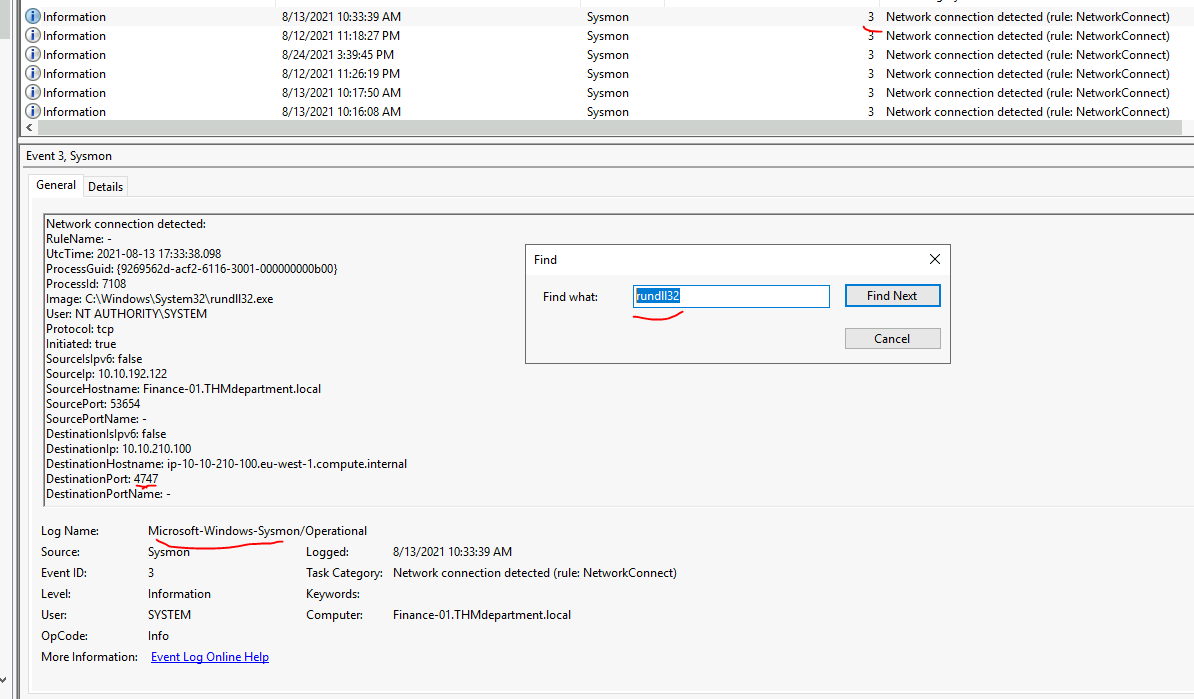 Information 8/13/2021 10:33:39 AM Sysmon 3 Network connection detected (rule: NetworkConnect)
Information 8/12/2021 11:18:27 PM Sysmon 3 Network connection detected (rule: NetworkConnect)
Information 8/24/2021 3:39:45 PM Sysmon 3 Network connection detected (rule: NetworkConnect)
Information 8/12/2021 11:26:19 PM Sysmon 3 Network connection detected (rule: NetworkConnect)
Information 8/13/2021 10:17:50 AM Sysmon 3 Network connection detected (rule: NetworkConnect)
Information 8/13/2021 10:16:08 AM Sysmon 3 Network connection detected (rule: NetworkConnect)
Event 3, Sysmon
General Details
Network connection detected:
RuleName: -
UtcTime: 2021-08-13 17:33:38.098
ProcessGuid: {9269562d-acf2-6116-3001-000000000b00}
ProcessId: 7108
Image: C:\Windows\System32\rundll32.exe
User: NT AUTHORITY\SYSTEM
Protocol: tcp
Initiated: true
SourceIsIpv6: false
SourceIp: 10.10.192.122
SourceHostname: Finance-01.THMdepartment.local
SourcePort: 53654
SourcePortName: -
DestinationIsIpv6: false
DestinationIp: 10.10.210.100
DestinationHostname: ip-10-10-210-100.eu-west-1.compute.internal
DestinationPort: 4747
DestinationPortName: -
Find
Find what: rundll32 Find Next
Cancel
Log Name: Microsoft-Windows-Sysmon/Operational
Source: Sysmon Logged: 8/13/2021 10:33:39 AM
Event ID: 3 Task Category: Network connection detected (rule: NetworkConnect)
Level: Information Keywords:
User: SYSTEM Computer: Finance-01.THMdepartment.local
OpCode: Info
More Information: Event Log Online Help